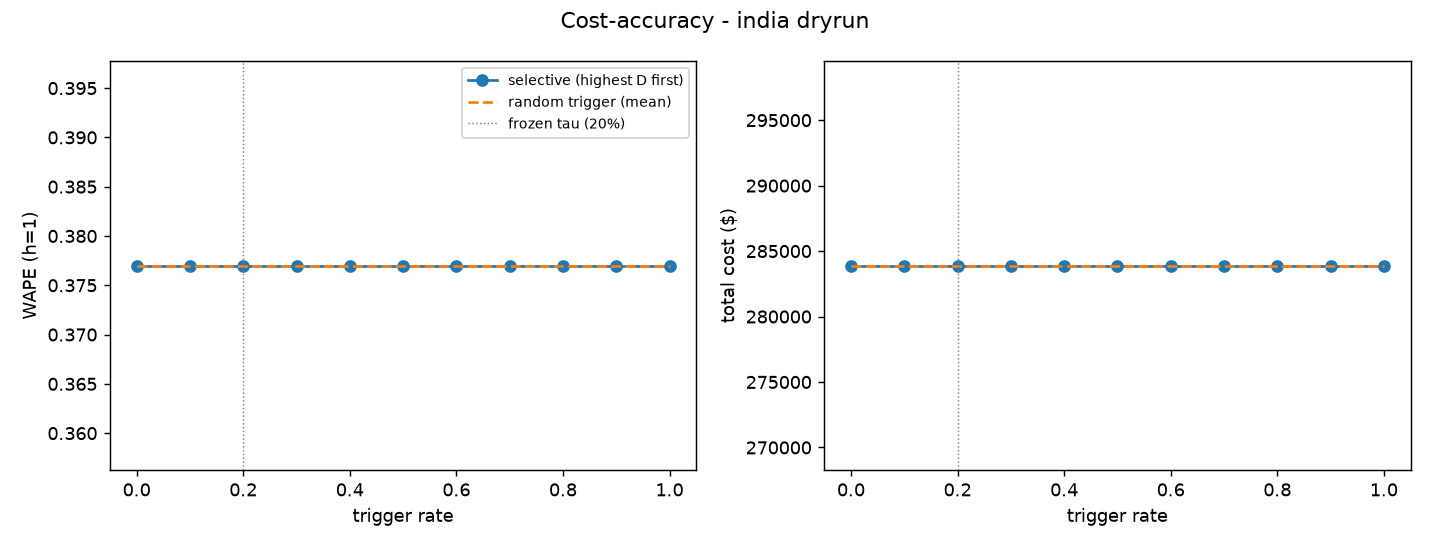 Cost-accuracy - india dryrun
WAPE (h=1)
0.395
0.390
0.385
0.380
0.375
0.370
0.365
0.360
selective (highest D first)
random trigger (mean)
frozen tau (20%)
0.0 0.2 0.4 0.6 0.8 1.0
trigger rate
total cost ($)
295000
290000
285000
280000
275000
270000
0.0 0.2 0.4 0.6 0.8 1.0
trigger rate